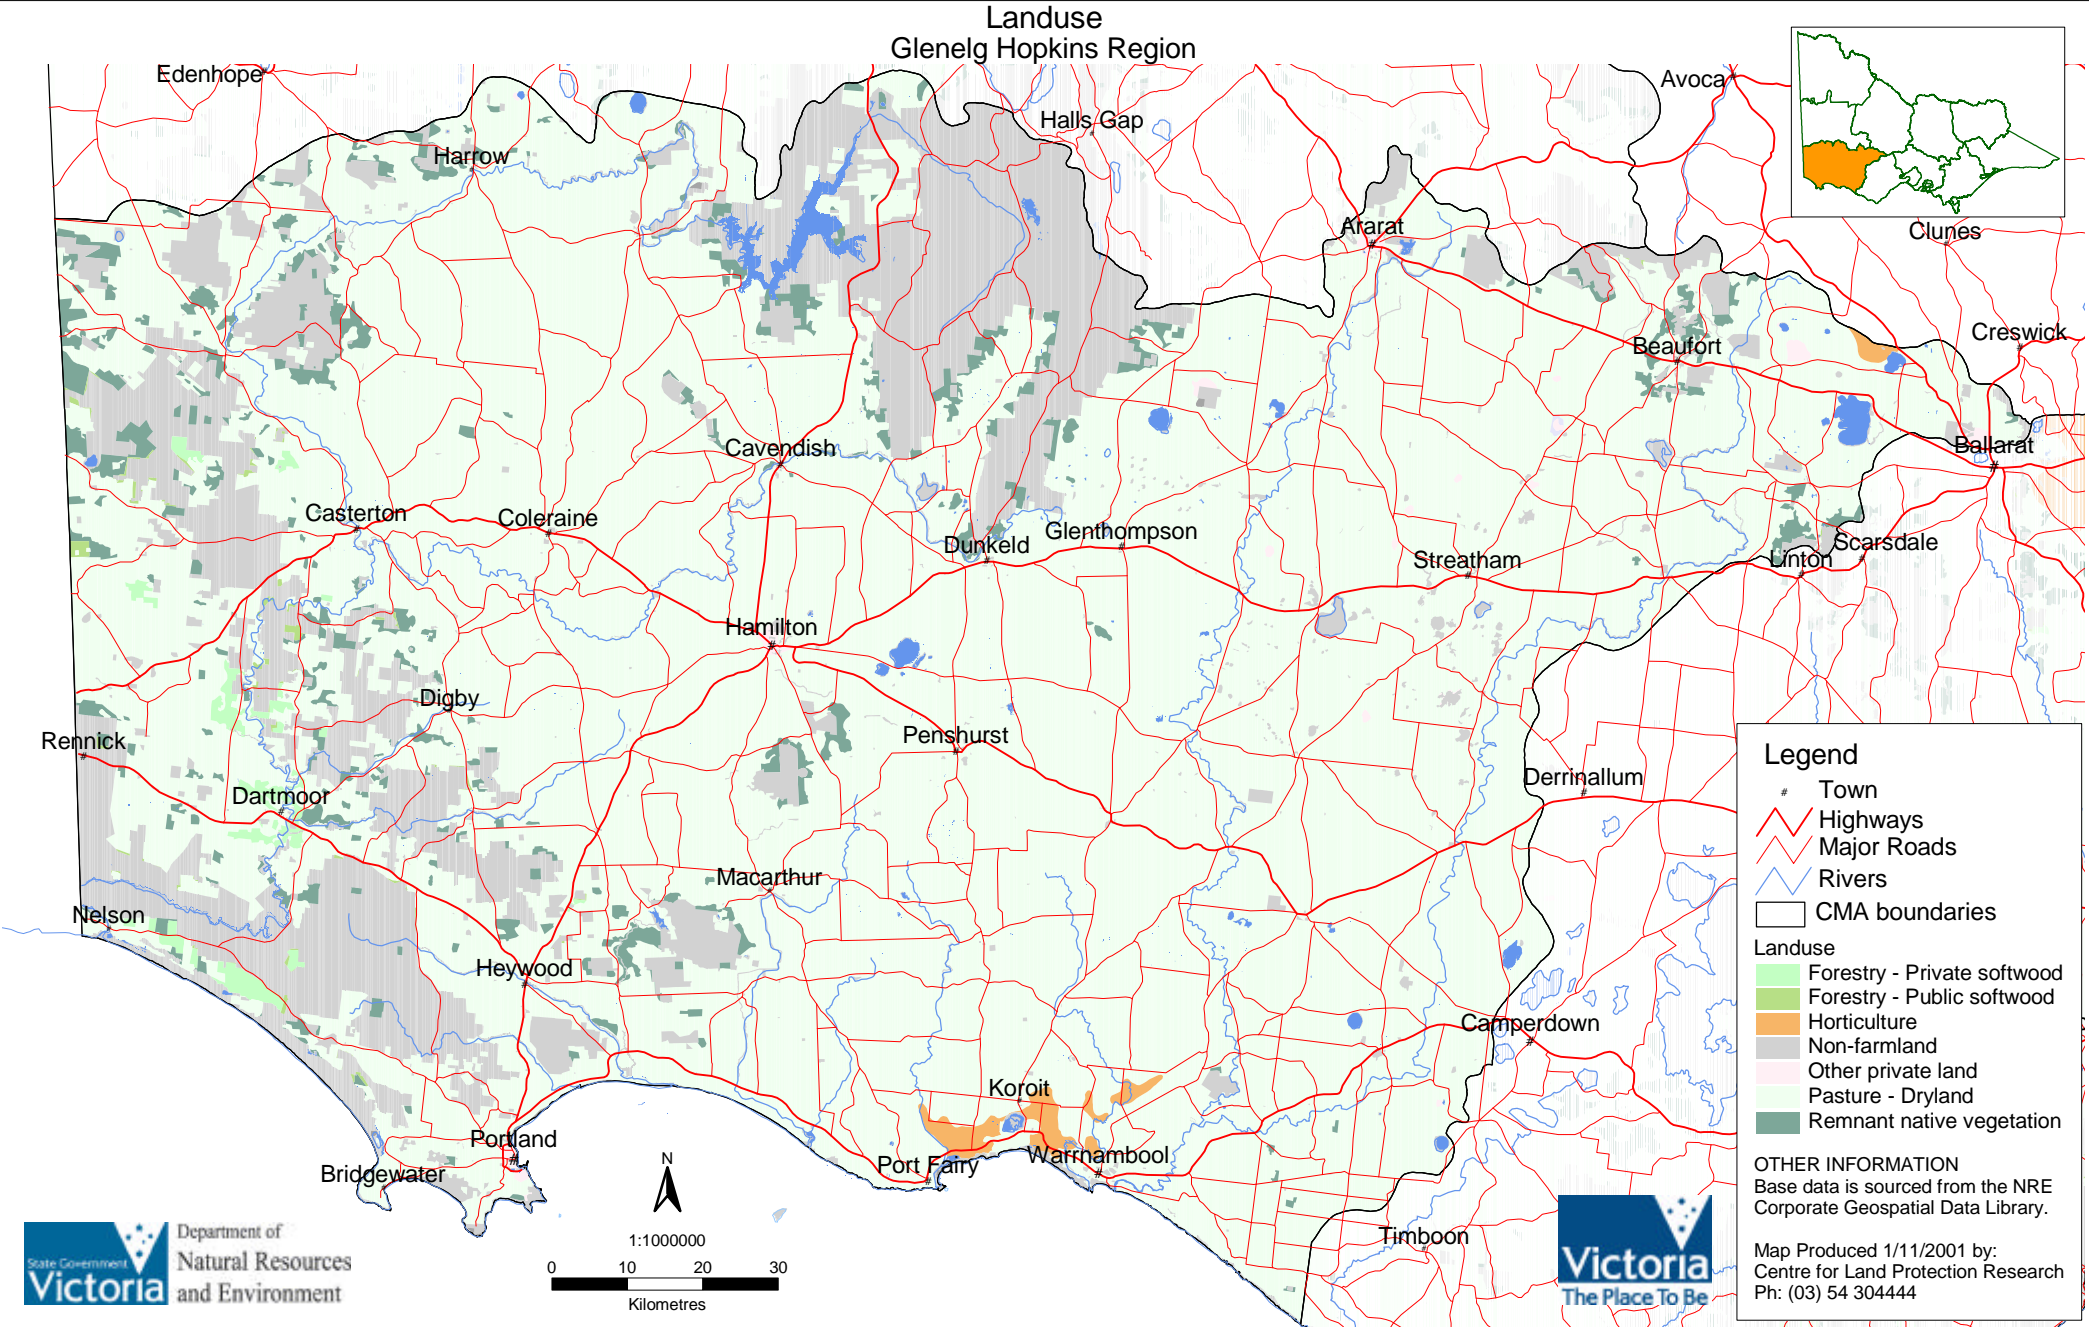 Landuse
Glenelg Hopkins Region
Edenhope
Avoca
Halls Gap
Harrow
Ararat
Clunes
Creswick
Beaufort
Cavendish
Ballarat
Casterton
Coleraine
Dunkeld
Glenthompson
Streatham
Linton
Scarsdale
Hamilton
Digby
Rennick
Penshurst
Derrinallum
Dartmoor
Macarthur
Nelson
Heywood
Camperdown
Koroit
Portland
Bridgewater
Port Fairy
Warrnambool
Timboon
Legend
# Town
Highways
Major Roads
Rivers
CMA boundaries
Landuse
Forestry - Private softwood
Forestry - Public softwood
Horticulture
Non-farmland
Other private land
Pasture - Dryland
Remnant native vegetation
OTHER INFORMATION
Base data is sourced from the NRE
Corporate Geospatial Data Library.
Map Produced 1/11/2001 by:
Centre for Land Protection Research
Ph: (03) 54 304444
N
1:1000000
0 10 20 30
Kilometres
State Government
Victoria
Department of
Natural Resources
and Environment
Victoria
The Place To Be